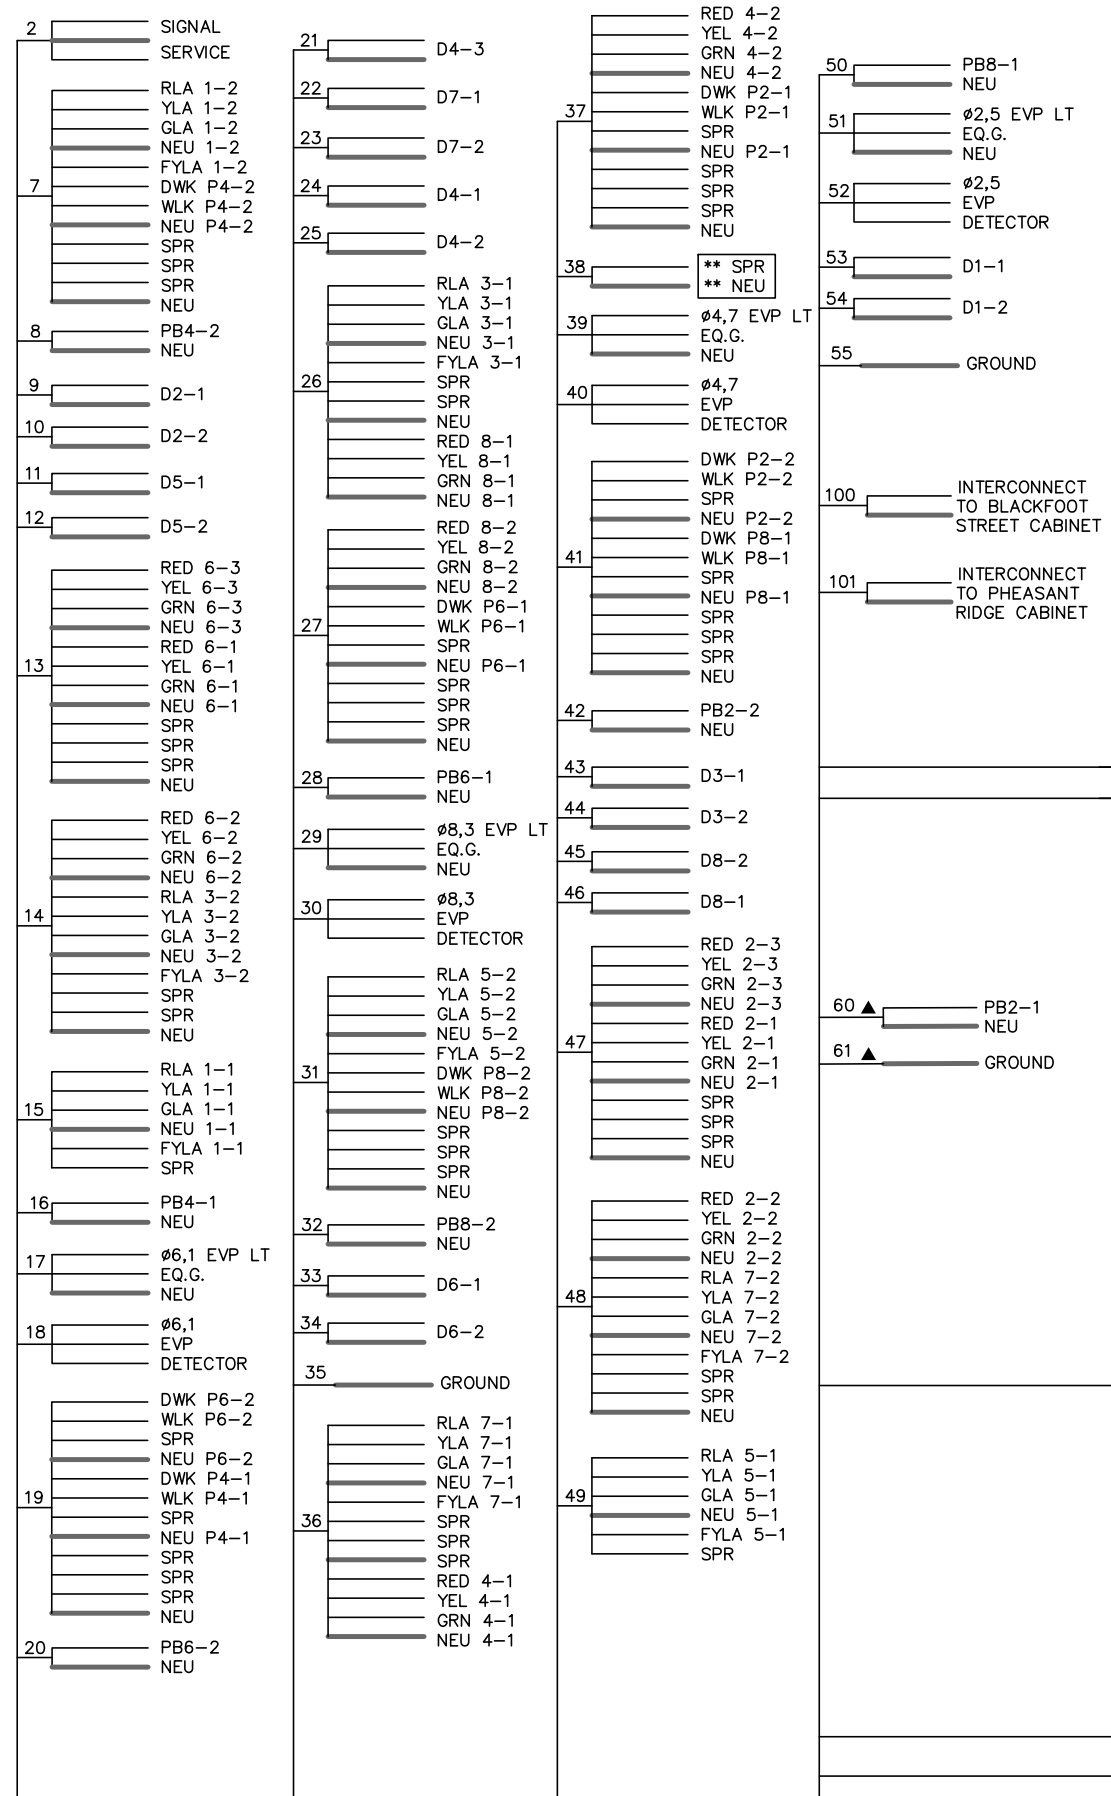 2
SIGNAL
SERVICE
7
RLA 1-2
YLA 1-2
GLA 1-2
NEU 1-2
FYLA 1-2
DWK P4-2
WLK P4-2
NEU P4-2
SPR
SPR
SPR
NEU
8
PB4-2
NEU
9
D2-1
10
D2-2
11
D5-1
12
D5-2
13
RED 6-3
YEL 6-3
GRN 6-3
NEU 6-3
RED 6-1
YEL 6-1
GRN 6-1
NEU 6-1
SPR
SPR
SPR
NEU
14
RED 6-2
YEL 6-2
GRN 6-2
NEU 6-2
RLA 3-2
YLA 3-2
GLA 3-2
NEU 3-2
FYLA 3-2
SPR
SPR
NEU
15
RLA 1-1
YLA 1-1
GLA 1-1
NEU 1-1
FYLA 1-1
SPR
16
PB4-1
NEU
17
ø6,1 EVP LT
EQ.G.
NEU
18
ø6,1
EVP
DETECTOR
19
DWK P6-2
WLK P6-2
SPR
NEU P6-2
DWK P4-1
WLK P4-1
SPR
NEU P4-1
SPR
SPR
SPR
NEU
20
PB6-2
NEU
21
D4-3
22
D7-1
23
D7-2
24
D4-1
25
D4-2
26
RLA 3-1
YLA 3-1
GLA 3-1
NEU 3-1
FYLA 3-1
SPR
SPR
NEU
RED 8-1
YEL 8-1
GRN 8-1
NEU 8-1
27
RED 8-2
YEL 8-2
GRN 8-2
NEU 8-2
DWK P6-1
WLK P6-1
SPR
NEU P6-1
SPR
SPR
SPR
NEU
28
PB6-1
NEU
29
ø8,3 EVP LT
EQ.G.
NEU
30
ø8,3
EVP
DETECTOR
31
RLA 5-2
YLA 5-2
GLA 5-2
NEU 5-2
FYLA 5-2
DWK P8-2
WLK P8-2
NEU P8-2
SPR
SPR
SPR
NEU
32
PB8-2
NEU
33
D6-1
34
D6-2
35
GROUND
36
RLA 7-1
YLA 7-1
GLA 7-1
NEU 7-1
FYLA 7-1
SPR
SPR
SPR
RED 4-1
YEL 4-1
GRN 4-1
NEU 4-1
37
RED 4-2
YEL 4-2
GRN 4-2
NEU 4-2
DWK P2-1
WLK P2-1
SPR
NEU P2-1
SPR
SPR
SPR
NEU
38
** SPR
** NEU
39
ø4,7 EVP LT
EQ.G.
NEU
40
ø4,7
EVP
DETECTOR
41
DWK P2-2
WLK P2-2
SPR
NEU P2-2
DWK P8-1
WLK P8-1
SPR
NEU P8-1
SPR
SPR
SPR
NEU
42
PB2-2
NEU
43
D3-1
44
D3-2
45
D8-2
46
D8-1
47
RED 2-3
YEL 2-3
GRN 2-3
NEU 2-3
RED 2-1
YEL 2-1
GRN 2-1
NEU 2-1
SPR
SPR
SPR
NEU
48
RED 2-2
YEL 2-2
GRN 2-2
NEU 2-2
RLA 7-2
YLA 7-2
GLA 7-2
NEU 7-2
FYLA 7-2
SPR
SPR
NEU
49
RLA 5-1
YLA 5-1
GLA 5-1
NEU 5-1
FYLA 5-1
SPR
50
PB8-1
NEU
51
ø2,5 EVP LT
EQ.G.
NEU
52
ø2,5
EVP
DETECTOR
53
D1-1
54
D1-2
55
GROUND
100
INTERCONNECT
TO BLACKFOOT
STREET CABINET
101
INTERCONNECT
TO PHEASANT
RIDGE CABINET
60 ▲
PB2-1
NEU
61 ▲
GROUND